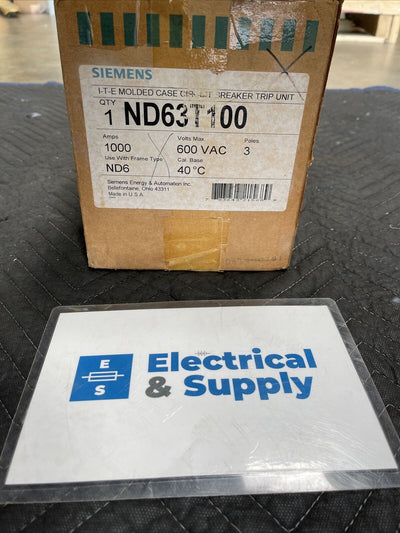 SIEMENS
I-T-E MOLDED CASE CIRCUIT BREAKER TRIP UNIT
QTY
1 ND63T100
Amps Volts Max. Poles
1000 600 VAC 3
Use With Frame Type Cal. Base
ND6 40°C
Siemens Energy & Automation Inc.
Bellefontaine, Ohio 43311
Made in U.S.A.
E
S
Electrical
& Supply